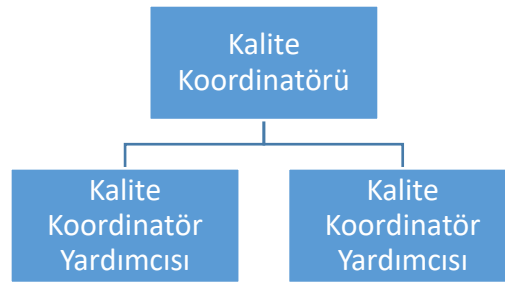 Kalite
Koordinatörü
Kalite
Koordinatör
Yardımcısı
Kalite
Koordinatör
Yardımcısı